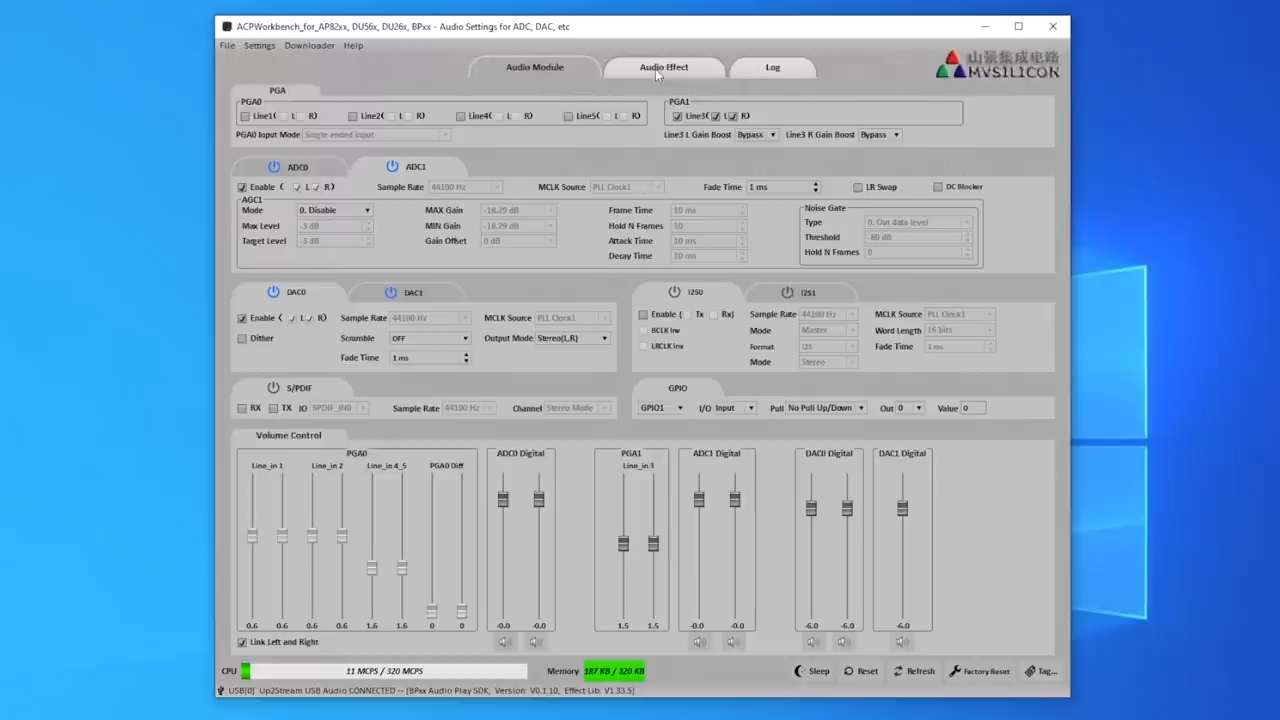 ACPWorkbench_for_AP82xx, DU56x, DU26x, BPxx - Audio Settings for ADC, DAC, etc
File Settings Downloader Help
Audio Module Audio Effect Log
山景集成电路
MVSILICON
PGA
PGA0
Line1( L R) Line2( L R) Line4( L R) Line5( L R)
PGA0 Input Mode Single-ended Input
PGA1
Line3( L R)
Line3 L Gain Boost Bypass Line3 R Gain Boost Bypass
ADC0 ADC1
Enable ( L R) Sample Rate 44100 Hz MCLK Source PLL Clock1 Fade Time 1 ms LR Swap DC Blocker
AGC1
Mode 0. Disable MAX Gain -18.29 dB Frame Time 10 ms
Max Level -3 dB MIN Gain -18.29 dB Hold N Frames 10
Target Level -3 dB Gain Offset 0 dB Attack Time 10 ms
Decay Time 10 ms
Noise Gate
Type 0. Out data level
Threshold -80 dB
Hold N Frames 0
DAC0 DAC1
Enable ( L R) Sample Rate 44100 Hz MCLK Source PLL Clock1
Dither Scramble OFF Output Mode Stereo(L,R)
Fade Time 1 ms
I2S0 I2S1
Enable ( Tx Rx) Sample Rate 44100 Hz MCLK Source PLL Clock1
BCLK Inv Mode Master Word Length 16 bits
LRCLK Inv Format I2S Fade Time 1 ms
Mode Stereo
S/PDIF
RX TX IO SPDIF_IN0 Sample Rate 44100 Hz Channel Stereo Mode
GPIO
GPIO1 I/O Input Pull No Pull Up/Down Out 0 Value 0
Volume Control
PGA0 ADC0 Digital PGA1 ADC1 Digital DAC0 Digital DAC1 Digital
Line_in 1 Line_in 2 Line_in 4_5 PGA0 Diff Line_in 3
0.6 0.6 0.6 0.6 1.6 1.6 0 0 -0.0 -0.0 1.5 1.5 -0.0 -0.0 -6.0 -6.0 -6.0
Link Left and Right
CPU 11 MCPS / 320 MCPS Memory 187 KB / 320 KB Sleep Reset Refresh Factory Reset Tag...
USB[0] Up2Stream USB Audio CONNECTED -- [BPxx Audio Play SDK, Version: V0.1.10, Effect Lib: V1.33.5]